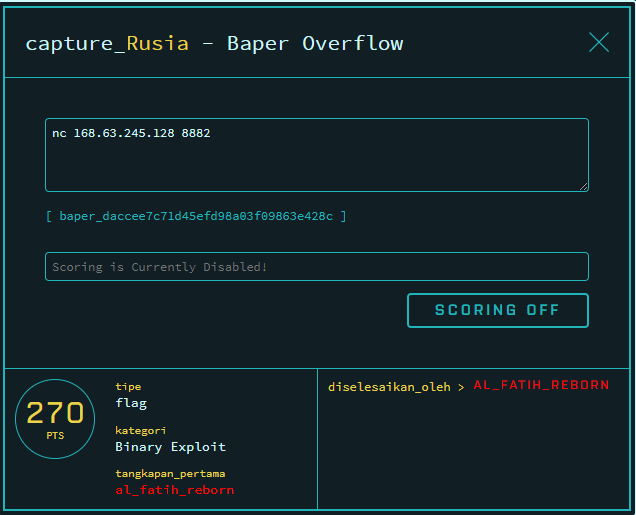 capture_Rusia - Baper Overflow
nc 168.63.245.128 8882
[ baper_daccee7c71d45efd98a03f09863e428c ]
Scoring is Currently Disabled!
SCORING OFF
270
PTS
tipe
flag
kategori
Binary Exploit
tangkapan_pertama
al_fatih_reborn
diselesaikan_oleh > AL_FATIH_REBORN